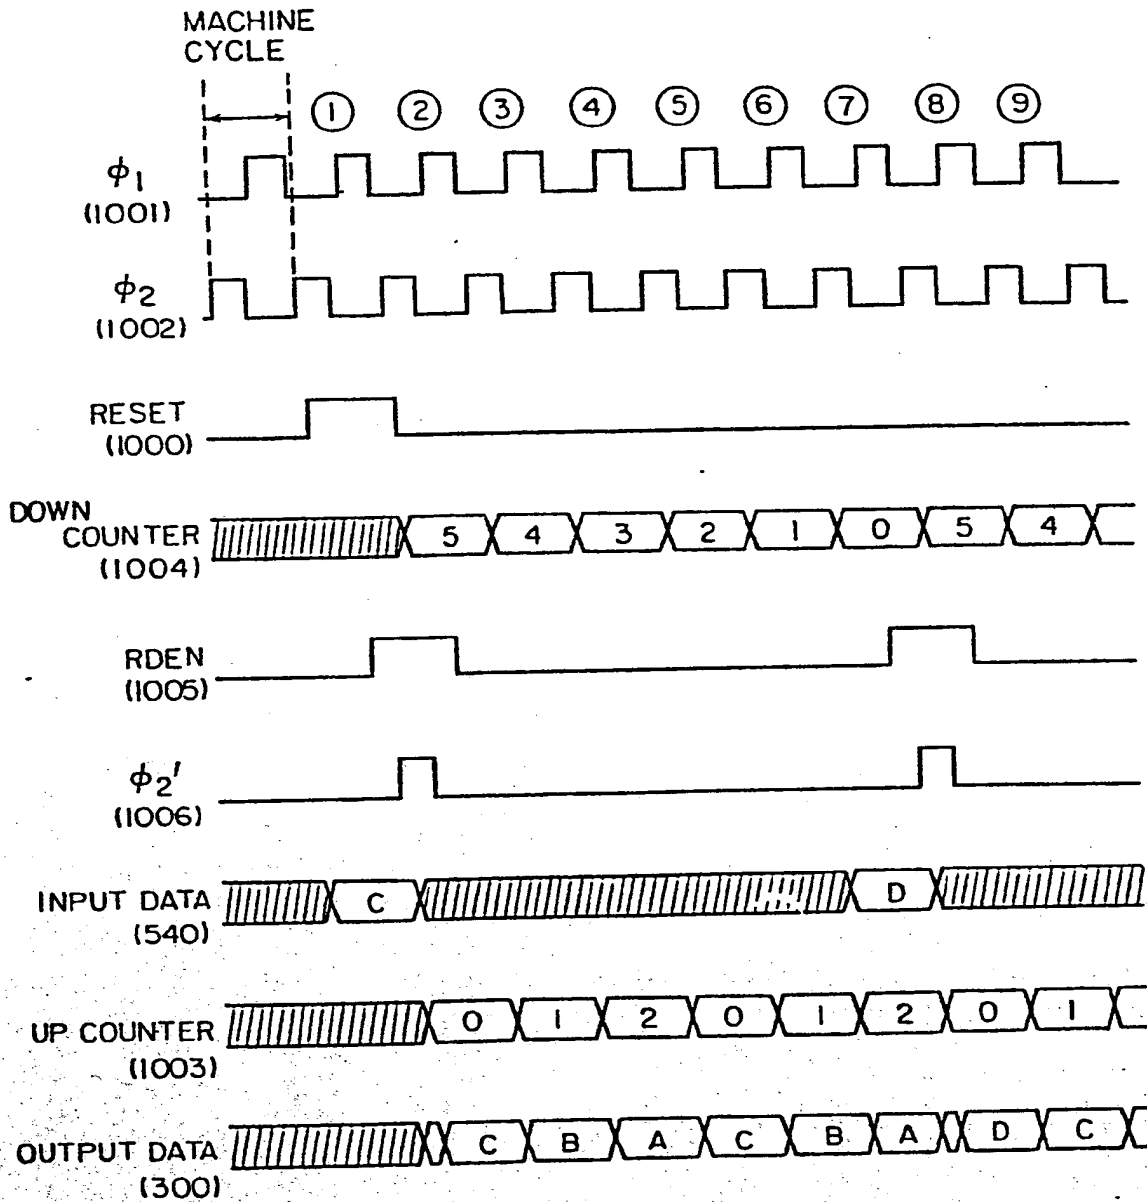 MACHINE
CYCLE
① ② ③ ④ ⑤ ⑥ ⑦ ⑧ ⑨
ϕ1
(1001)
ϕ2
(1002)
RESET
(1000)
DOWN
COUNTER
(1004)
5 4 3 2 1 0 5 4
RDEN
(1005)
ϕ2'
(1006)
INPUT DATA
(540)
C D
UP COUNTER
(1003)
0 1 2 0 1 2 0 1
OUTPUT DATA
(300)
C B A C B A D C